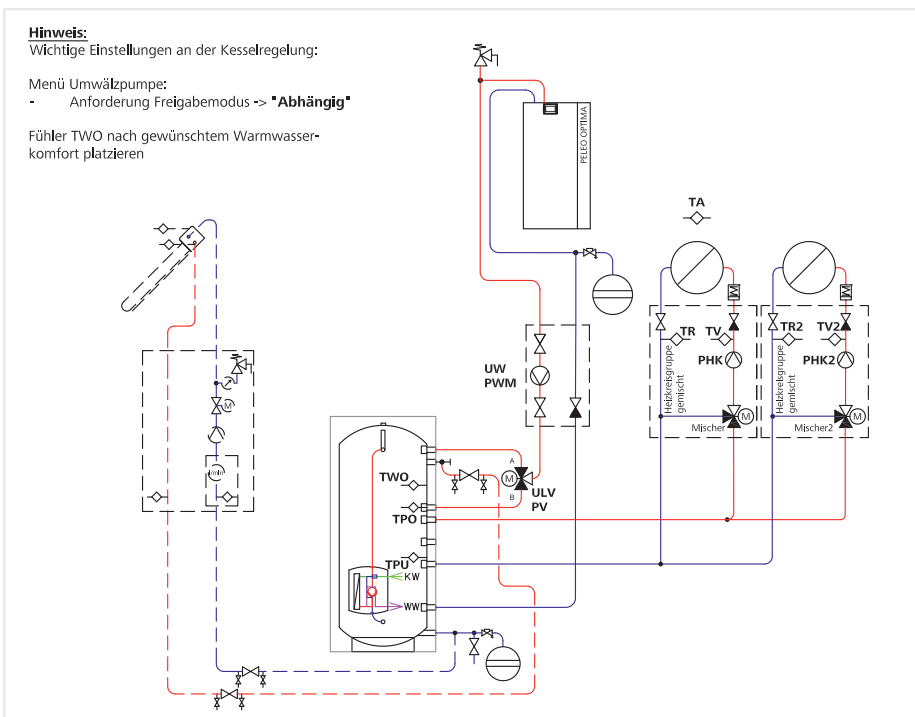 Hinweis:
Wichtige Einstellungen an der Kesselregelung:
Menü Umwälzpumpe:
- Anforderung Freigabemodus -> "Abhängig"
Fühler TWO nach gewünschtem Warmwasser-
komfort platzieren
PELEO OPTIMA
TA
TR
TV
TR2
TV2
PHK
PHK2
Heizkreisgruppe
gemischt
Heizkreisgruppe
gemischt
M
M
Mischer
Mischer2
UW
PWM
M
l/min
A
M
B
ULV
PV
TWO
TPO
TPU
KW
WW